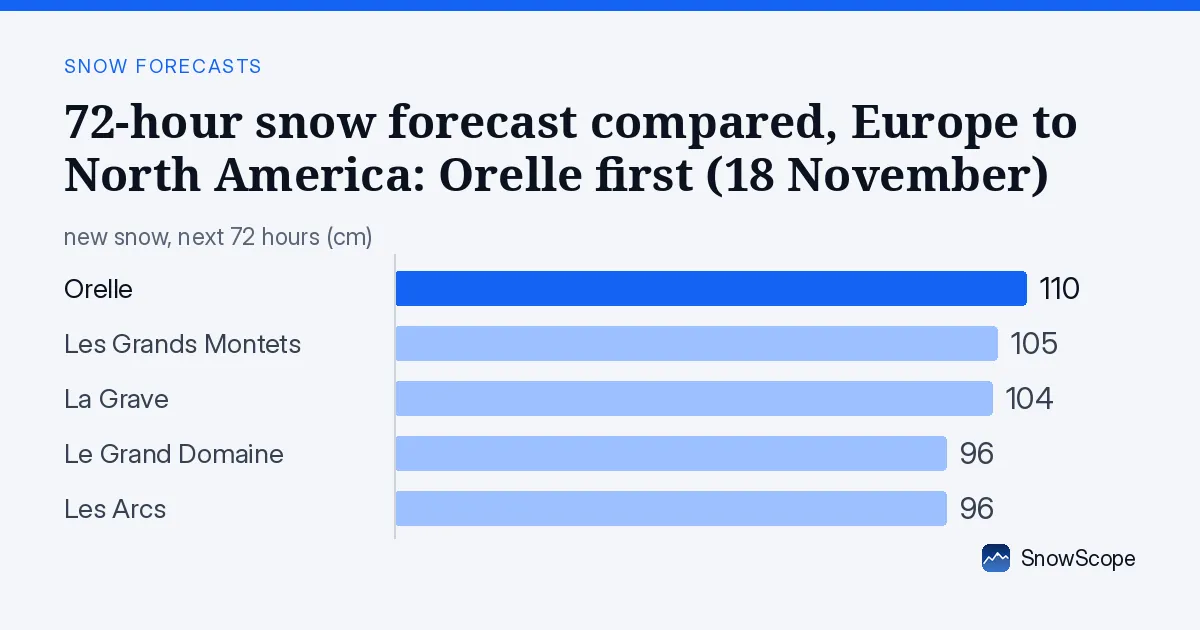 SNOW FORECASTS
72-hour snow forecast compared, Europe to
North America: Orelle first (18 November)
new snow, next 72 hours (cm)
Orelle 110
Les Grands Montets 105
La Grave 104
Le Grand Domaine 96
Les Arcs 96
SnowScope